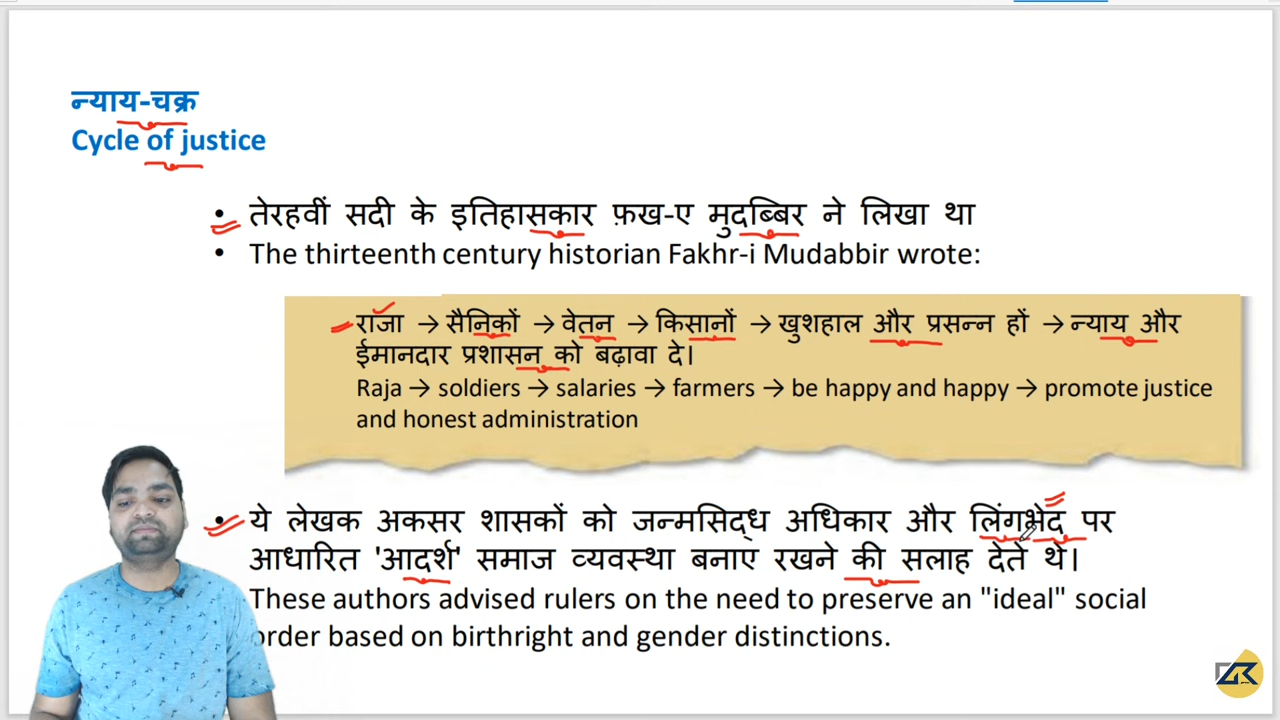 न्याय-चक्र
Cycle of justice
• तेरहवीं सदी के इतिहासकार फ़ख-ए मुदब्बिर ने लिखा था
• The thirteenth century historian Fakhr-i Mudabbir wrote:
राजा → सैनिकों → वेतन → किसानों → खुशहाल और प्रसन्न हों → न्याय और
ईमानदार प्रशासन को बढ़ावा दे।
Raja → soldiers → salaries → farmers → be happy and happy → promote justice
and honest administration
• ये लेखक अकसर शासकों को जन्मसिद्ध अधिकार और लिंगभेद पर
आधारित 'आदर्श' समाज व्यवस्था बनाए रखने की सलाह देते थे।
These authors advised rulers on the need to preserve an "ideal" social
order based on birthright and gender distinctions.